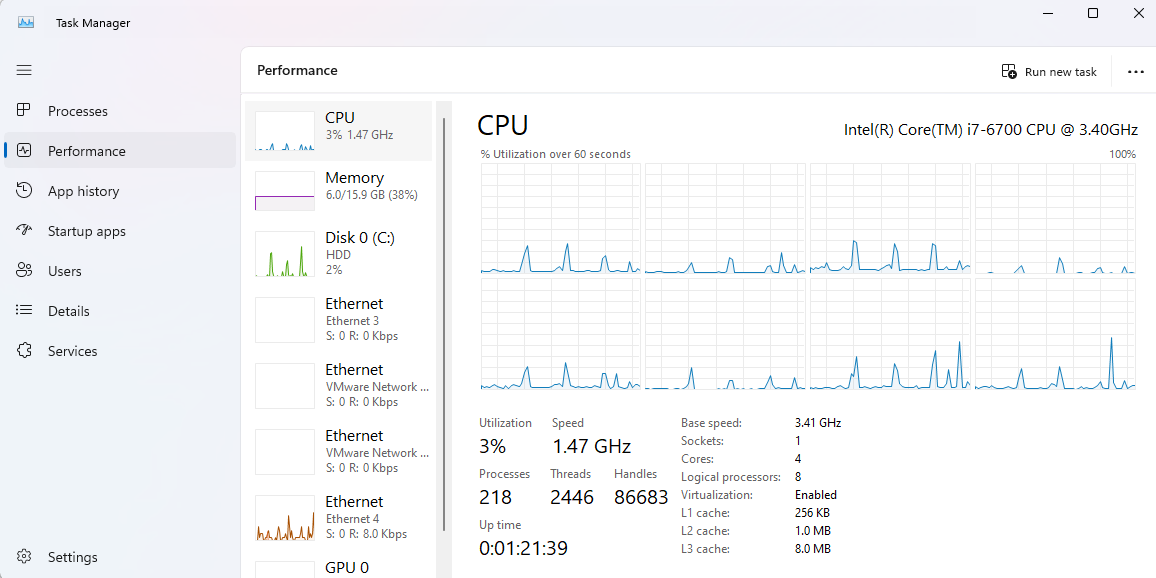 Task Manager
Performance
Run new task
Processes
Performance
App history
Startup apps
Users
Details
Services
Settings
CPU
3% 1.47 GHz
Memory
6.0/15.9 GB (38%)
Disk 0 (C:)
HDD
2%
Ethernet
Ethernet 3
S: 0 R: 0 Kbps
Ethernet
VMware Network ...
S: 0 R: 0 Kbps
Ethernet
VMware Network ...
S: 0 R: 0 Kbps
Ethernet
Ethernet 4
S: 0 R: 8.0 Kbps
GPU 0
CPU
Intel(R) Core(TM) i7-6700 CPU @ 3.40GHz
% Utilization over 60 seconds
100%
Utilization Speed
3% 1.47 GHz
Processes Threads Handles
218 2446 86683
Up time
0:01:21:39
Base speed: 3.41 GHz
Sockets: 1
Cores: 4
Logical processors: 8
Virtualization: Enabled
L1 cache: 256 KB
L2 cache: 1.0 MB
L3 cache: 8.0 MB